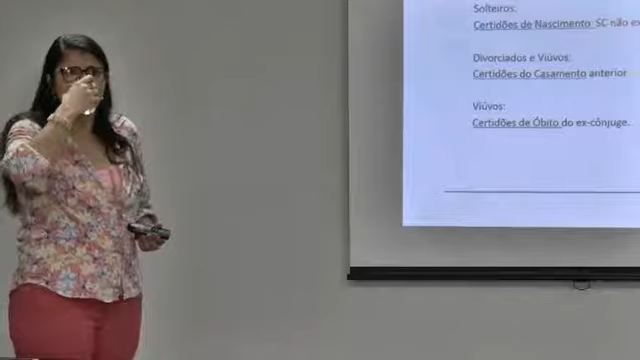 Solteiros:
Certidões de Nascimento SC não
Divorciados e Viúvos:
Certidões do Casamento anterior
Viúvos:
Certidões de Óbito do ex-cônjuge.